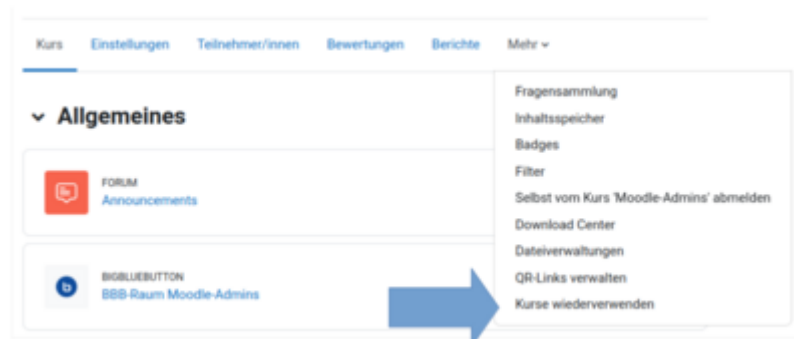 Kurs Einstellungen Teilnehmer/innen Bewertungen Berichte Mehr
Allgemeines
FORUM
Announcements
BIGBLUEBUTTON
BBB-Raum Moodle-Admins
Fragensammlung
Inhaltsspeicher
Badges
Filter
Selbst vom Kurs 'Moodle-Admins' abmelden
Download Center
Dateiverwaltungen
QR-Links verwalten
Kurse wiederverwenden